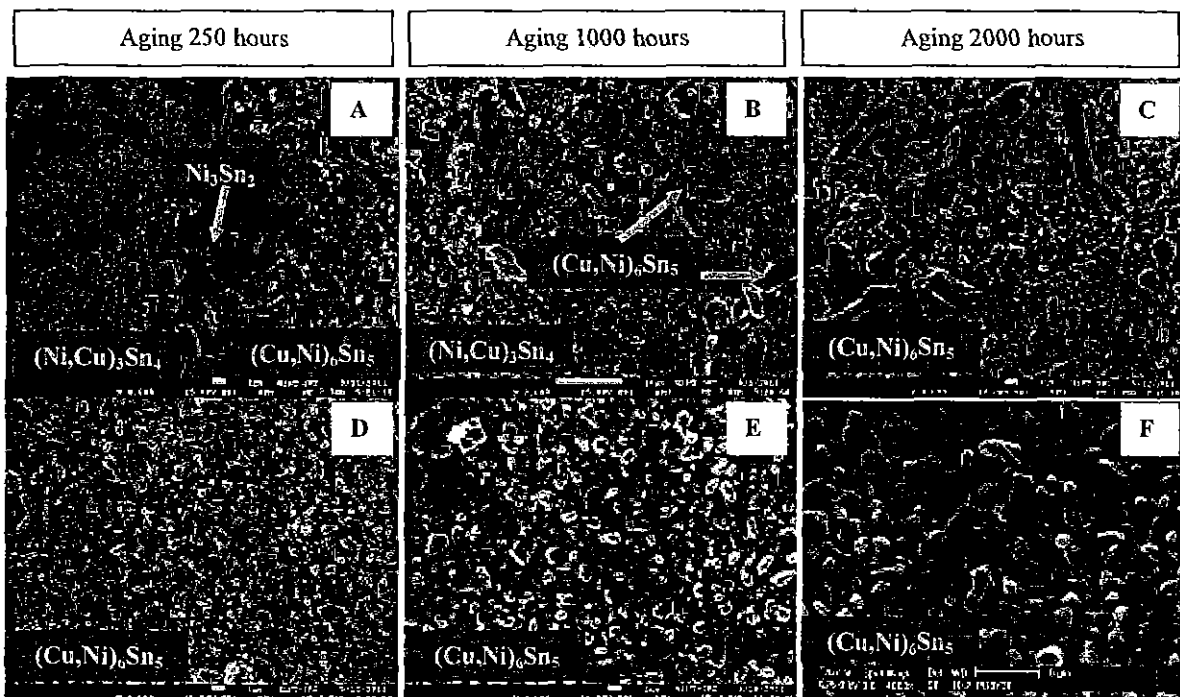 Aging 250 hours
Aging 1000 hours
Aging 2000 hours
A
Ni₃Sn₂
(Ni,Cu)₃Sn₄
(Cu,Ni)₆Sn₅
B
(Cu,Ni)₆Sn₅
(Ni,Cu)₃Sn₄
C
(Cu,Ni)₆Sn₅
D
(Cu,Ni)₆Sn₅
E
(Cu,Ni)₆Sn₅
F
(Cu,Ni)₆Sn₅